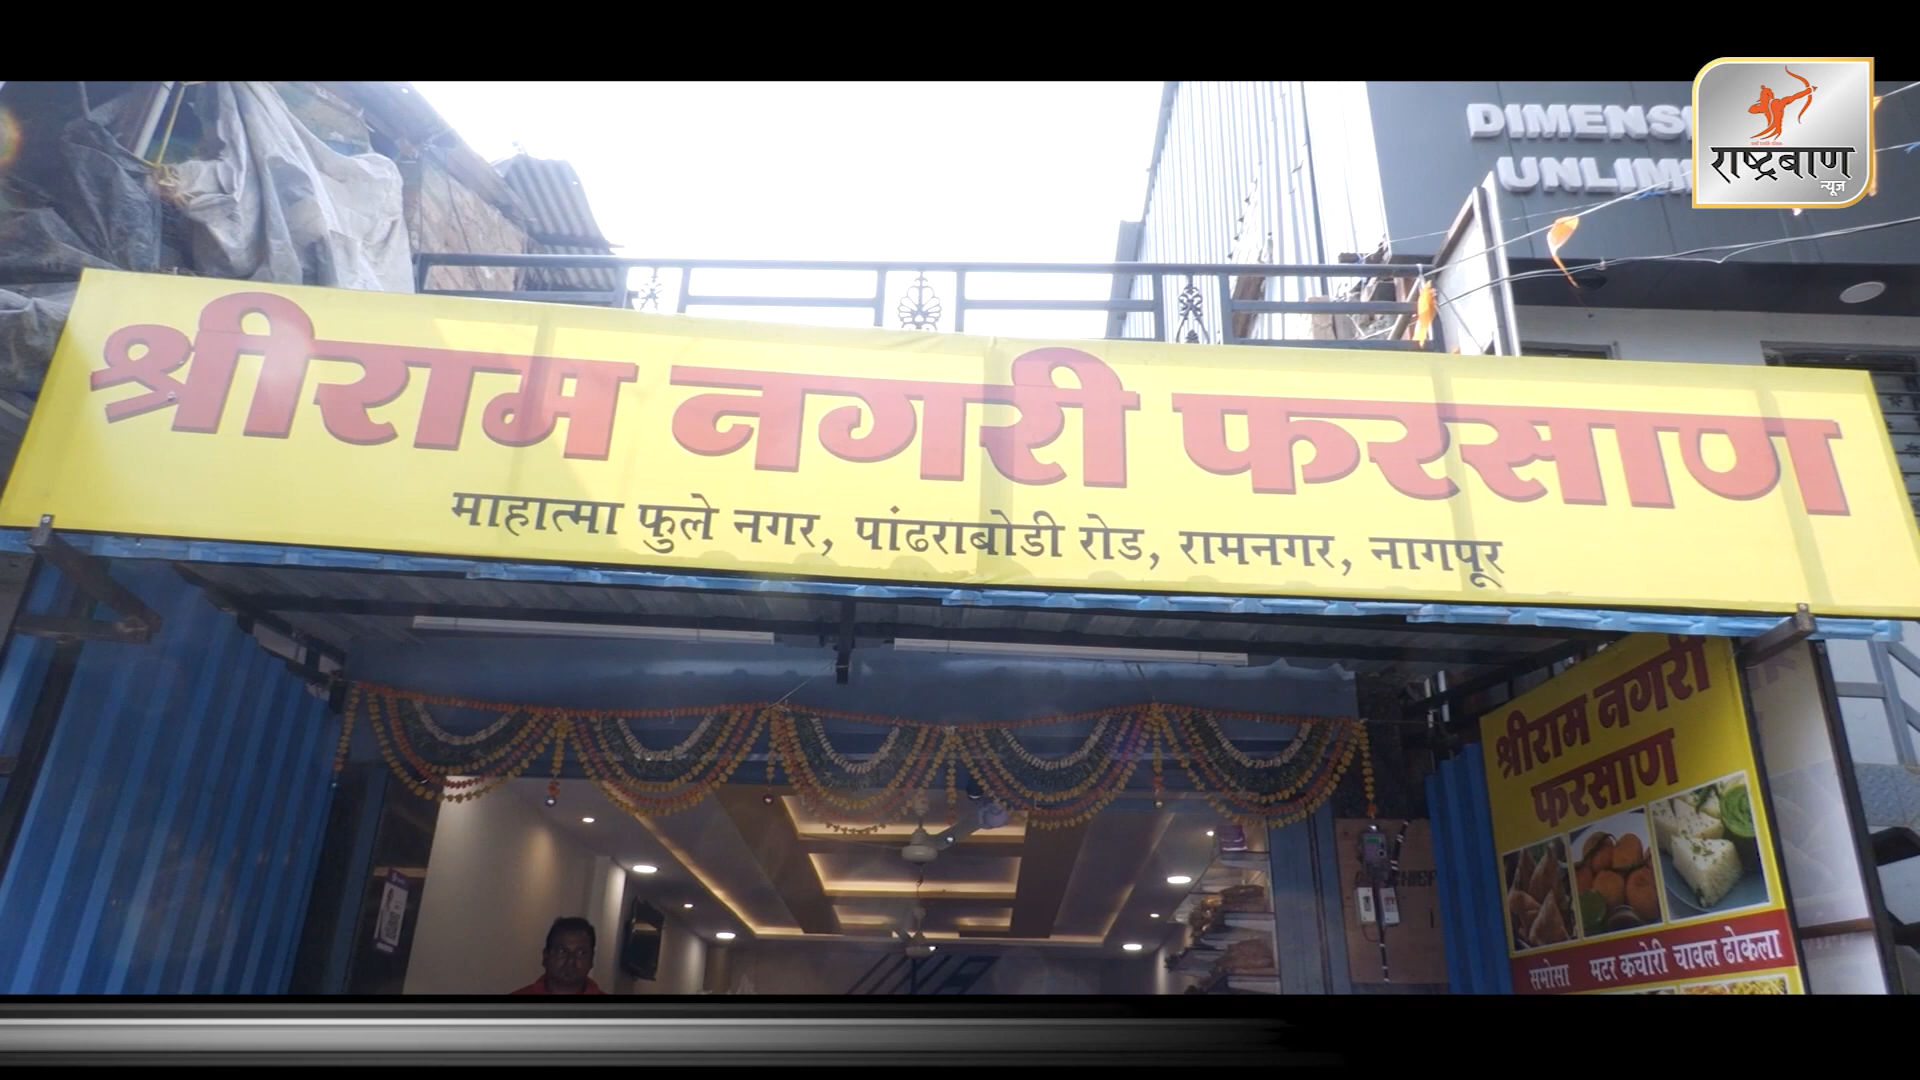 DIMENS
UNLIM
राष्ट्रबाण
न्यूज
श्रीराम नगरी फरसाण
माहात्मा फुले नगर, पांढराबोडी रोड, रामनगर, नागपूर
श्रीराम नगरी
फरसाण
समोसा मटर कचोरी चावल ढोकला